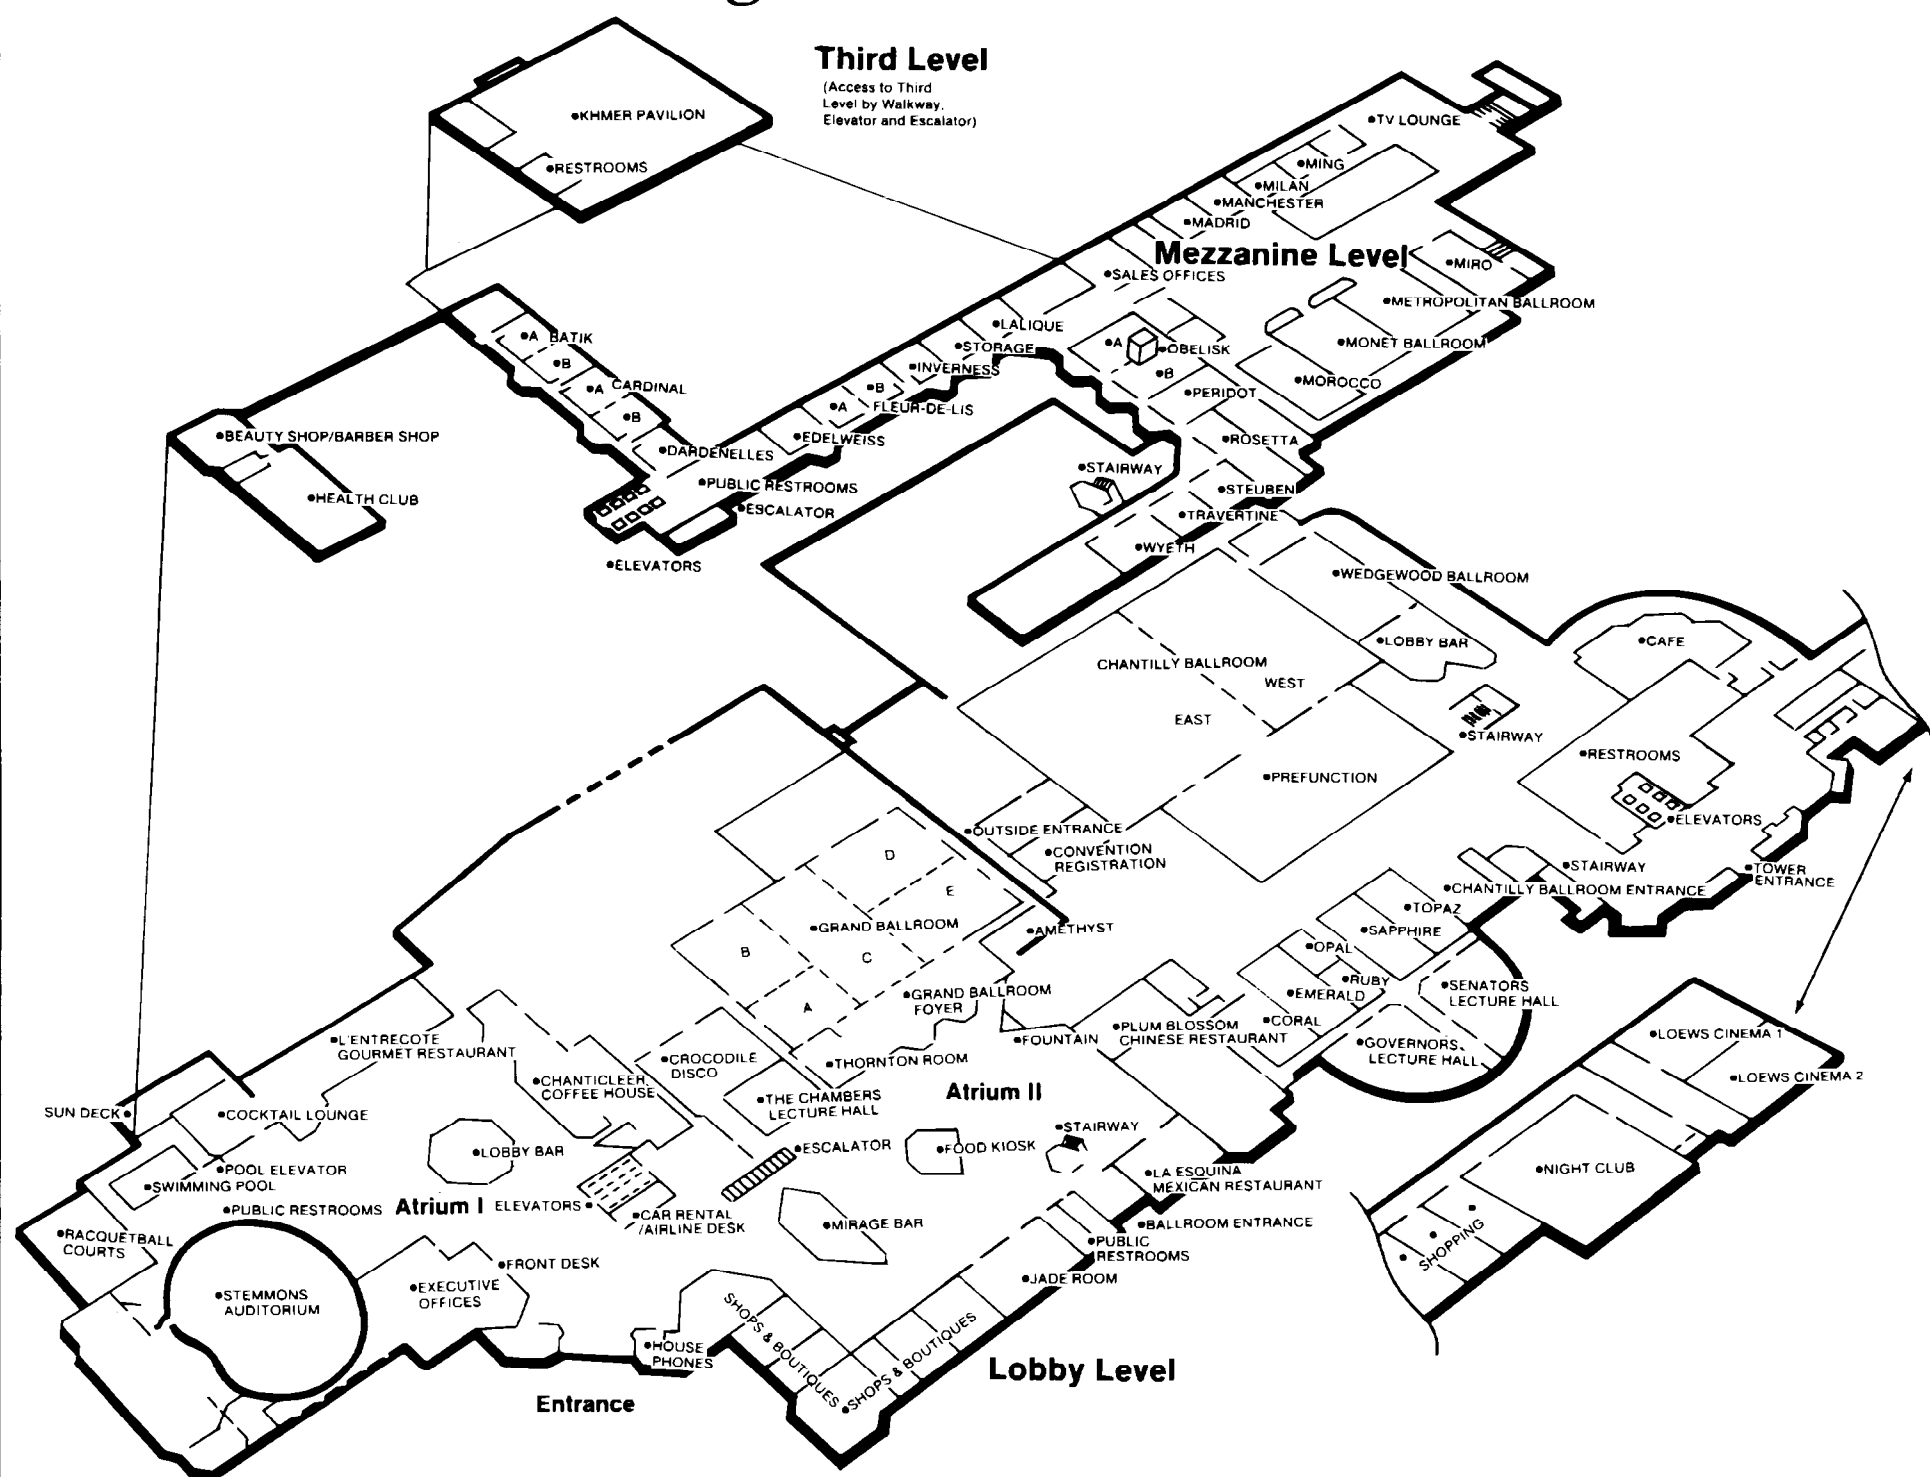 Third Level
(Access to Third
Level by Walkway,
Elevator and Escalator)
•KHMER PAVILION
•RESTROOMS
•TV LOUNGE
•MING
•MILAN
•MANCHESTER
•MADRID
Mezzanine Level
•SALES OFFICES
•MIRO
•METROPOLITAN BALLROOM
•MONET BALLROOM
•MOROCCO
•LALIQUE
•STORAGE
•INVERNESS
•A
•OBELISK
•B
•PERIDOT
•ROSETTA
•STEUBEN
•TRAVERTINE
•WYETH
•STAIRWAY
•A BATIK
•B
•A CARDINAL
•B
•B
•A FLEUR-DE-LIS
•EDELWEISS
•DARDENELLES
•PUBLIC RESTROOMS
•ESCALATOR
•ELEVATORS
•BEAUTY SHOP/BARBER SHOP
•HEALTH CLUB
•WEDGEWOOD BALLROOM
•LOBBY BAR
•CAFE
CHANTILLY BALLROOM
WEST
EAST
•STAIRWAY
•RESTROOMS
•PREFUNCTION
•ELEVATORS
•OUTSIDE ENTRANCE
•CONVENTION
REGISTRATION
•STAIRWAY
•TOWER
ENTRANCE
•CHANTILLY BALLROOM ENTRANCE
•TOPAZ
•SAPPHIRE
•OPAL
•RUBY
•EMERALD
•CORAL
•SENATORS
LECTURE HALL
•GOVERNORS
LECTURE HALL
D
E
•GRAND BALLROOM
B
C
A
•AMETHYST
•GRAND BALLROOM
FOYER
•FOUNTAIN
•PLUM BLOSSOM
CHINESE RESTAURANT
•THORNTON ROOM
•L'ENTRECOTE
GOURMET RESTAURANT
•CROCODILE
DISCO
•CHANTICLEER
COFFEE HOUSE
•THE CHAMBERS
LECTURE HALL
Atrium II
•LOEWS CINEMA 1
•LOEWS CINEMA 2
•NIGHT CLUB
SHOPPING
SUN DECK•
•COCKTAIL LOUNGE
•LOBBY BAR
•ESCALATOR
•FOOD KIOSK
•STAIRWAY
•POOL ELEVATOR
•SWIMMING POOL
•LA ESQUINA
MEXICAN RESTAURANT
•PUBLIC RESTROOMS
Atrium I
ELEVATORS•
•CAR RENTAL
/AIRLINE DESK
•MIRAGE BAR
•BALLROOM ENTRANCE
•PUBLIC
RESTROOMS
•RACQUETBALL
COURTS
•FRONT DESK
•JADE ROOM
•STEMMONS
AUDITORIUM
•EXECUTIVE
OFFICES
SHOPS & BOUTIQUES
•SHOPS & BOUTIQUES
•HOUSE
PHONES
Lobby Level
Entrance